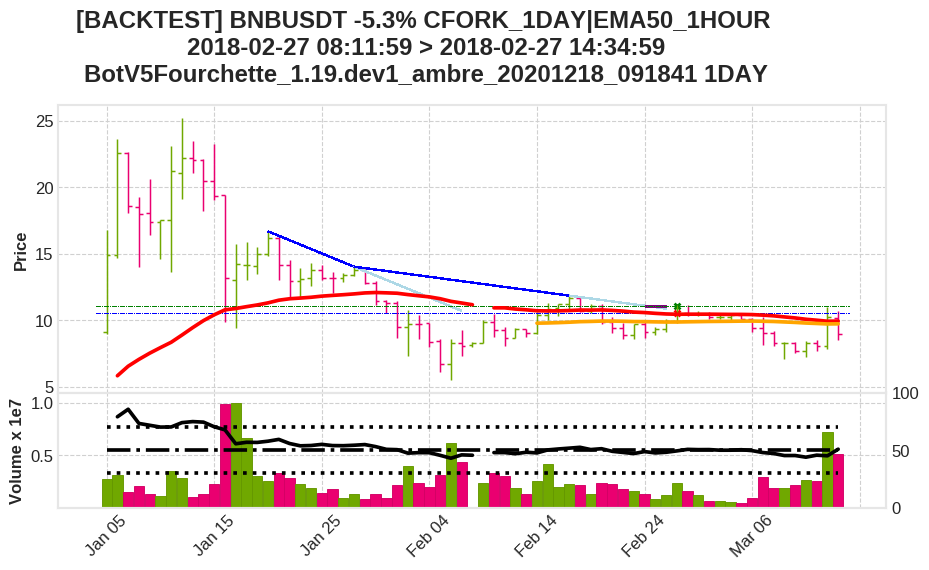 [BACKTEST] BNBUSDT -5.3% CFORK_1DAY|EMA50_1HOUR
2018-02-27 08:11:59 > 2018-02-27 14:34:59
BotV5Fourchette_1.19.dev1_ambre_20201218_091841 1DAY
25
20
15
10
5
Price
1.0
0.5
Volume x 1e7
100
50
0
Jan 05
Jan 15
Jan 25
Feb 04
Feb 14
Feb 24
Mar 06